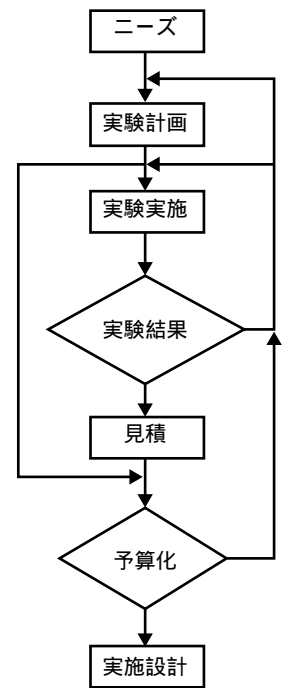 ニーズ
実験計画
実験実施
実験結果
見積
予算化
実施設計